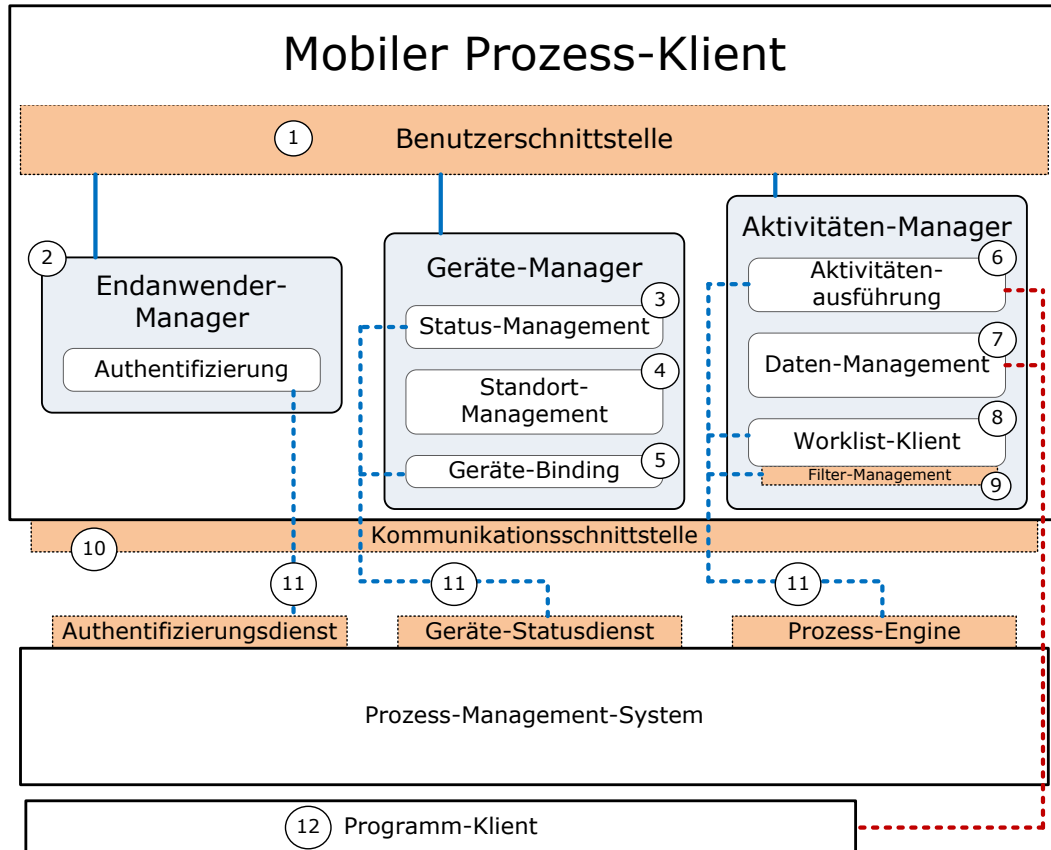 Mobiler Prozess-Klient
1
Benutzerschnittstelle
2
Endanwender-
Manager
Authentifizierung
Geräte-Manager
3
Status-Management
4
Standort-
Management
5
Geräte-Binding
Aktivitäten-Manager
6
Aktivitäten-
ausführung
7
Daten-Management
8
Worklist-Klient
Filter-Management
9
Kommunikationsschnittstelle
10
11
11
11
Authentifizierungsdienst
Geräte-Statusdienst
Prozess-Engine
Prozess-Management-System
12 Programm-Klient